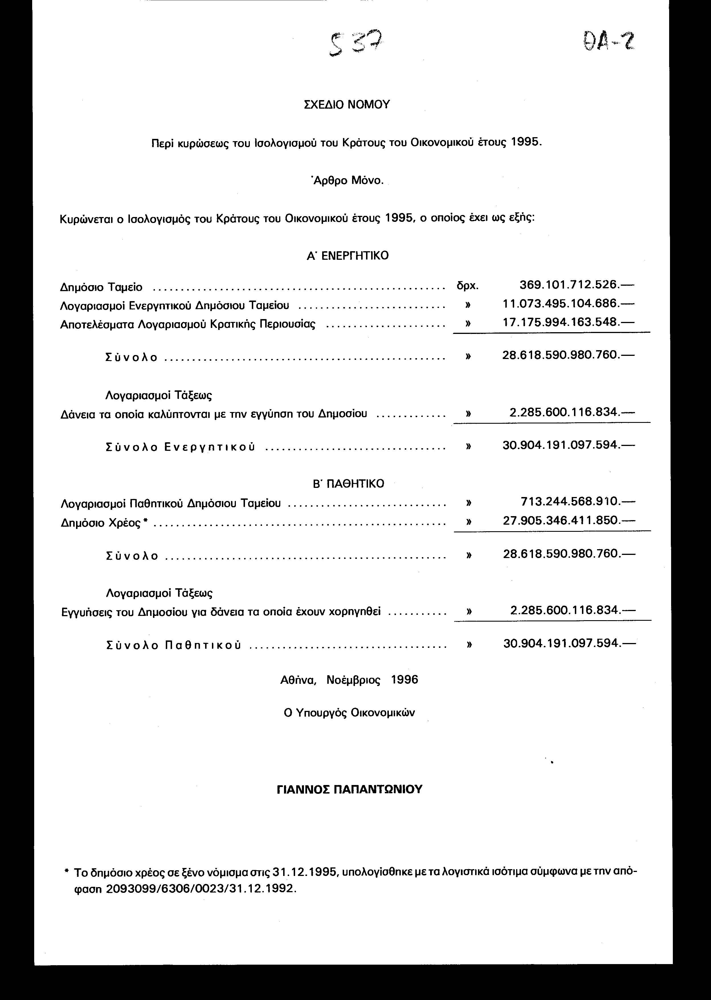 537 ΘΑ-2
ΣΧΕΔΙΟ ΝΟΜΟΥ
Περί κυρώσεως του Ισολογισμού του Κράτους του Οικονομικού έτους 1995.
Άρθρο Μόνο.
Κυρώνεται ο Ισολογισμός του Κράτους του Οικονομικού έτους 1995, ο οποίος έχει ως εξής:
Α΄ ΕΝΕΡΓΗΤΙΚΟ
Δημόσιο Ταμείο ..................................................... δρχ. 369.101.712.526.—
Λογαριασμοί Ενεργητικού Δημόσιου Ταμείου ........................... » 11.073.495.104.686.—
Αποτελέσματα Λογαριασμού Κρατικής Περιουσίας ...................... » 17.175.994.163.548.—
Σύνολο ................................................... » 28.618.590.980.760.—
Λογαριασμοί Τάξεως
Δάνεια τα οποία καλύπτονται με την εγγύηση του Δημοσίου ............. » 2.285.600.116.834.—
Σύνολο Ενεργητικού ................................. » 30.904.191.097.594.—
Β΄ ΠΑΘΗΤΙΚΟ
Λογαριασμοί Παθητικού Δημόσιου Ταμείου ............................. » 713.244.568.910.—
Δημόσιο Χρέος * ..................................................... » 27.905.346.411.850.—
Σύνολο ................................................... » 28.618.590.980.760.—
Λογαριασμοί Τάξεως
Εγγυήσεις του Δημοσίου για δάνεια τα οποία έχουν χορηγηθεί ........... » 2.285.600.116.834.—
Σύνολο Παθητικού .................................... » 30.904.191.097.594.—
Αθήνα, Νοέμβριος 1996
Ο Υπουργός Οικονομικών
ΓΙΑΝΝΟΣ ΠΑΠΑΝΤΩΝΙΟΥ
* Το δημόσιο χρέος σε ξένο νόμισμα στις 31.12.1995, υπολογίσθηκε με τα λογιστικά ισότιμα σύμφωνα με την από-
φαση 2093099/6306/0023/31.12.1992.